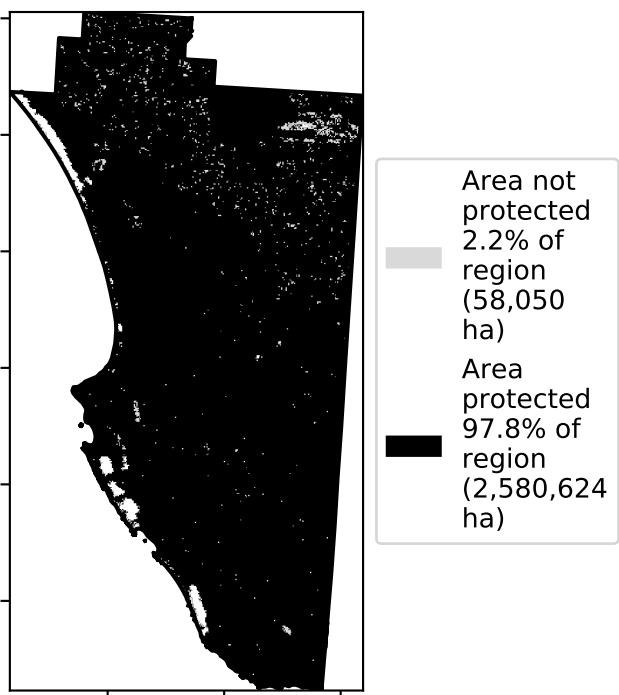 Area not
protected
2.2% of
region
(58,050
ha)
Area
protected
97.8% of
region
(2,580,624
ha)